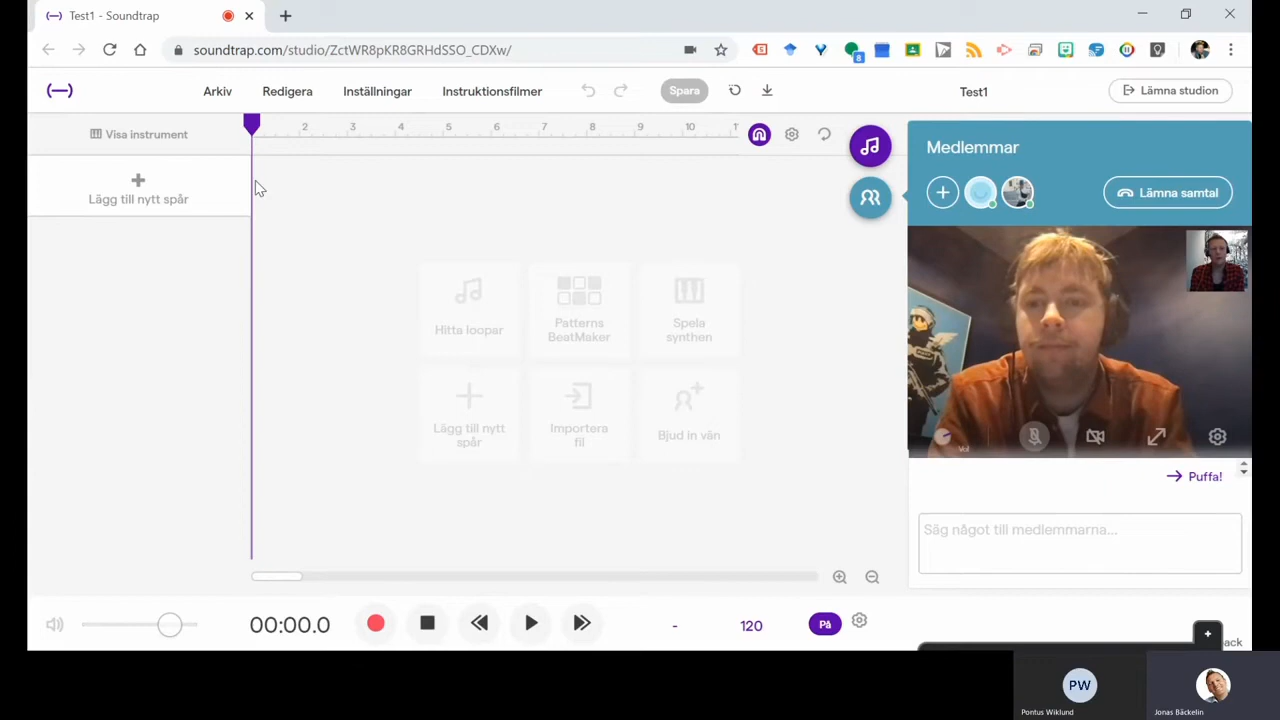 Test1 - Soundtrap
soundtrap.com/studio/ZctWR8pKR8GRHdSSO_CDXw/
8
Arkiv Redigera Inställningar Instruktionsfilmer Spara Test1 Lämna studion
Visa instrument
2 3 4 5 6 7 8 9 10
Lägg till nytt spår
Medlemmar
Lämna samtal
Hitta loopar
Patterns BeatMaker
Spela synthen
Lägg till nytt spår
Importera fil
Bjud in vän
Vol
Puffa!
Säg något till medlemmarna...
00:00.0 - 120 På
PW
Pontus Wiklund
Jonas Bäckelin